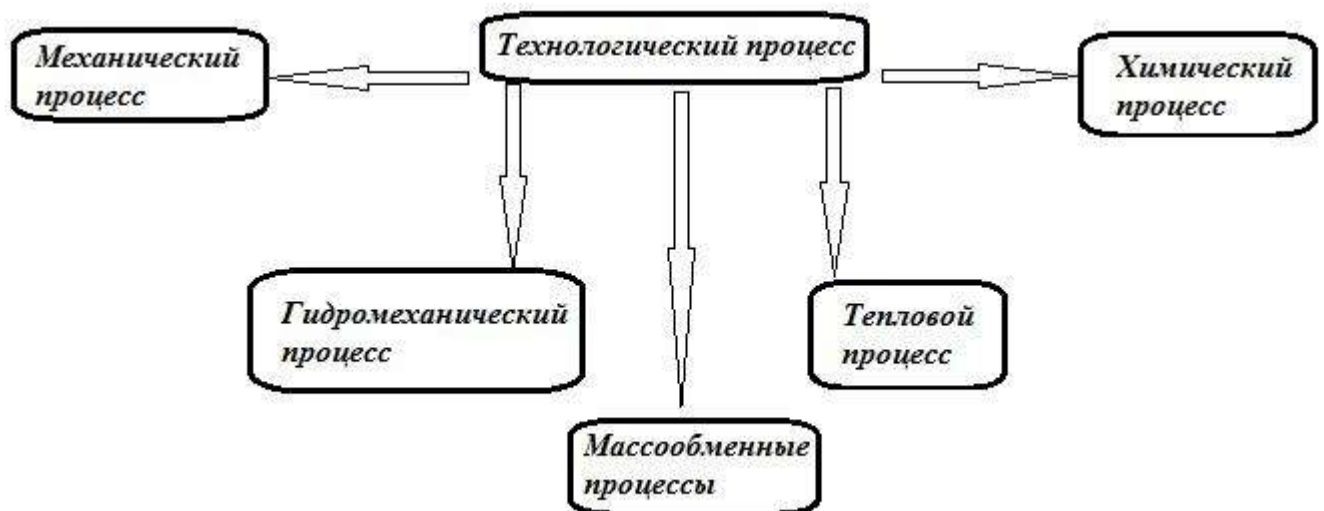 Технологический процесс
Механический
процесс
Химический
процесс
Гидромеханический
процесс
Тепловой
процесс
Массообменные
процессы